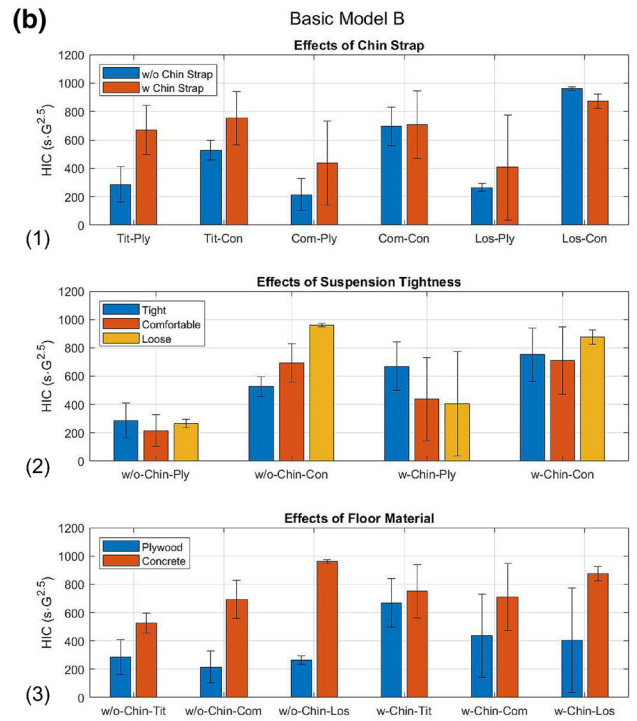 (b)
Basic Model B
Effects of Chin Strap
w/o Chin Strap
w Chin Strap
HIC (s·G^2.5)
1200
1000
800
600
400
200
0
Tit-Ply Tit-Con Com-Ply Com-Con Los-Ply Los-Con
(1)
Effects of Suspension Tightness
Tight
Comfortable
Loose
HIC (s·G^2.5)
1200
1000
800
600
400
200
0
w/o-Chin-Ply w/o-Chin-Con w-Chin-Ply w-Chin-Con
(2)
Effects of Floor Material
Plywood
Concrete
HIC (s·G^2.5)
1200
1000
800
600
400
200
0
w/o-Chin-Tit w/o-Chin-Com w/o-Chin-Los w-Chin-Tit w-Chin-Com w-Chin-Los
(3)